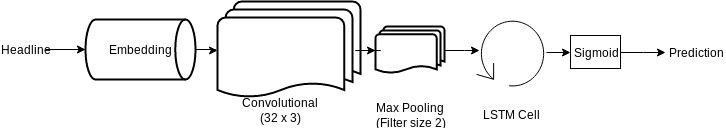 Headline
Embedding
Convolutional
(32 x 3)
Max Pooling
(Filter size 2)
LSTM Cell
Sigmoid
Prediction